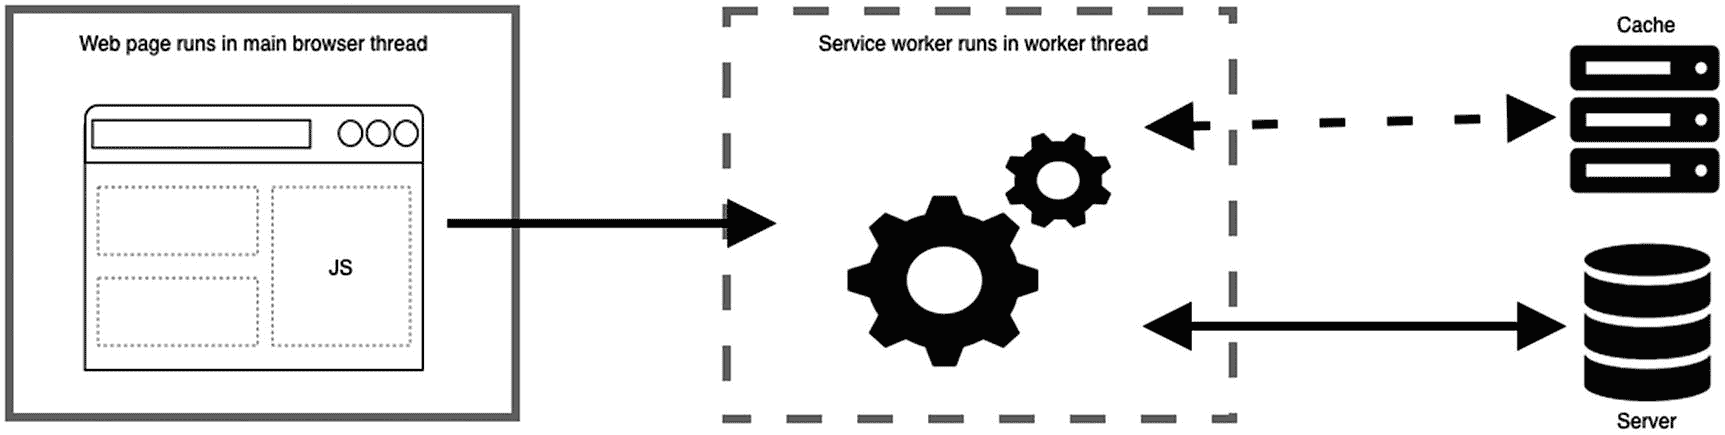 Web page runs in main browser thread
JS
Service worker runs in worker thread
Cache
Server